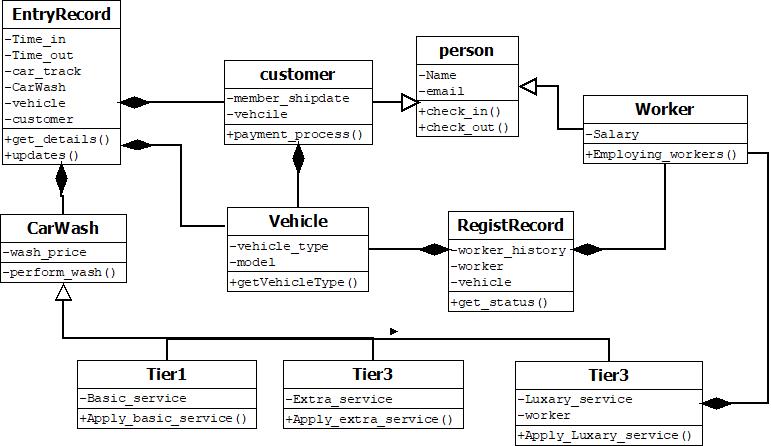 EntryRecord
-Time_in
-Time_out
-car_track
-CarWash
-vehicle
-customer
+get_details()
+updates()
customer
-member_shipdate
-vehcile
+payment_process()
person
-Name
-email
+check_in()
+check_out()
Worker
-Salary
+Employing_workers()
CarWash
-wash_price
-perform_wash()
Vehicle
-vehicle_type
-model
+getVehicleType()
RegistRecord
-worker_history
-worker
-vehicle
+get_status()
Tier1
-Basic_service
+Apply_basic_service()
Tier3
-Extra_service
+Apply_extra_service()
Tier3
-Luxary_service
-worker
+Apply_Luxary_service()